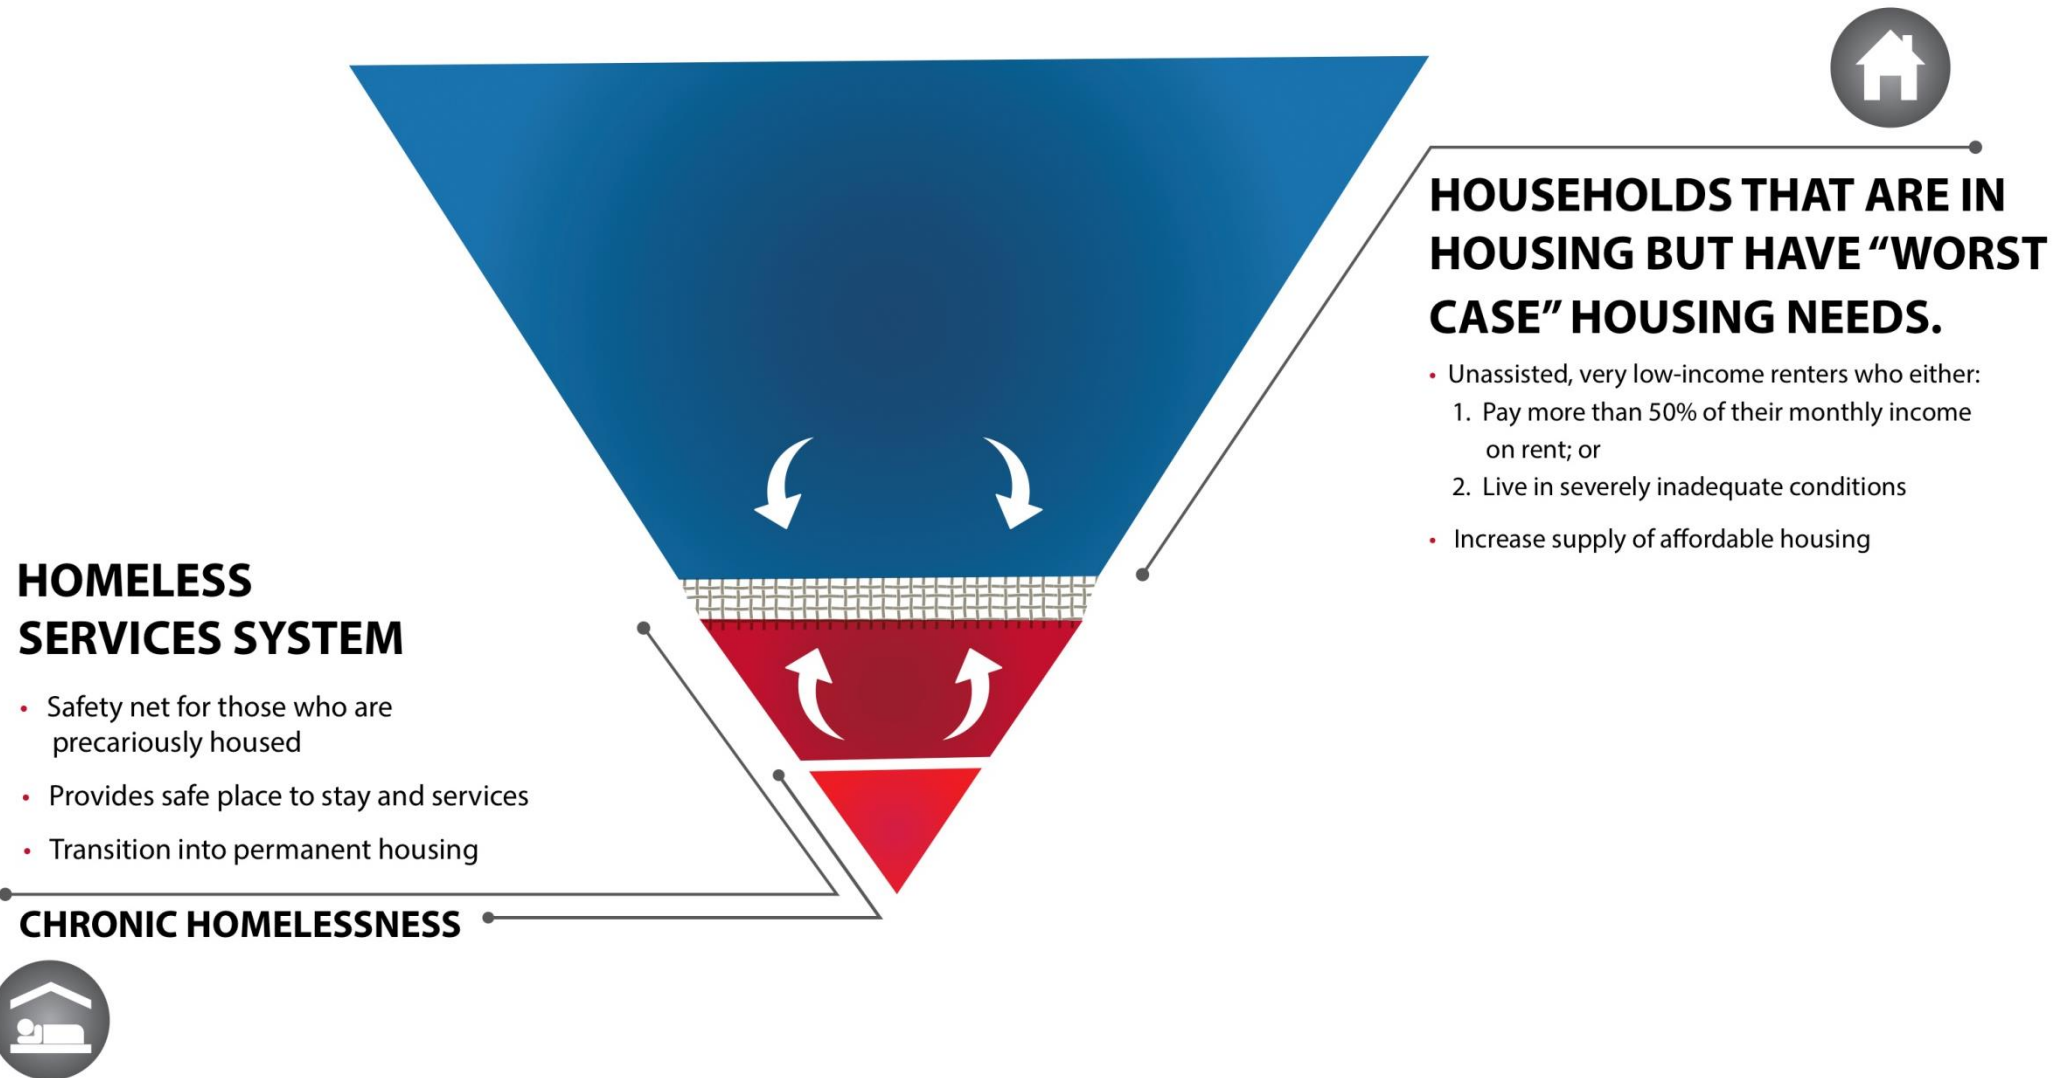 HOUSEHOLDS THAT ARE IN
HOUSING BUT HAVE “WORST
CASE” HOUSING NEEDS.
• Unassisted, very low-income renters who either:
1. Pay more than 50% of their monthly income
on rent; or
2. Live in severely inadequate conditions
• Increase supply of affordable housing
HOMELESS
SERVICES SYSTEM
• Safety net for those who are
precariously housed
• Provides safe place to stay and services
• Transition into permanent housing
CHRONIC HOMELESSNESS